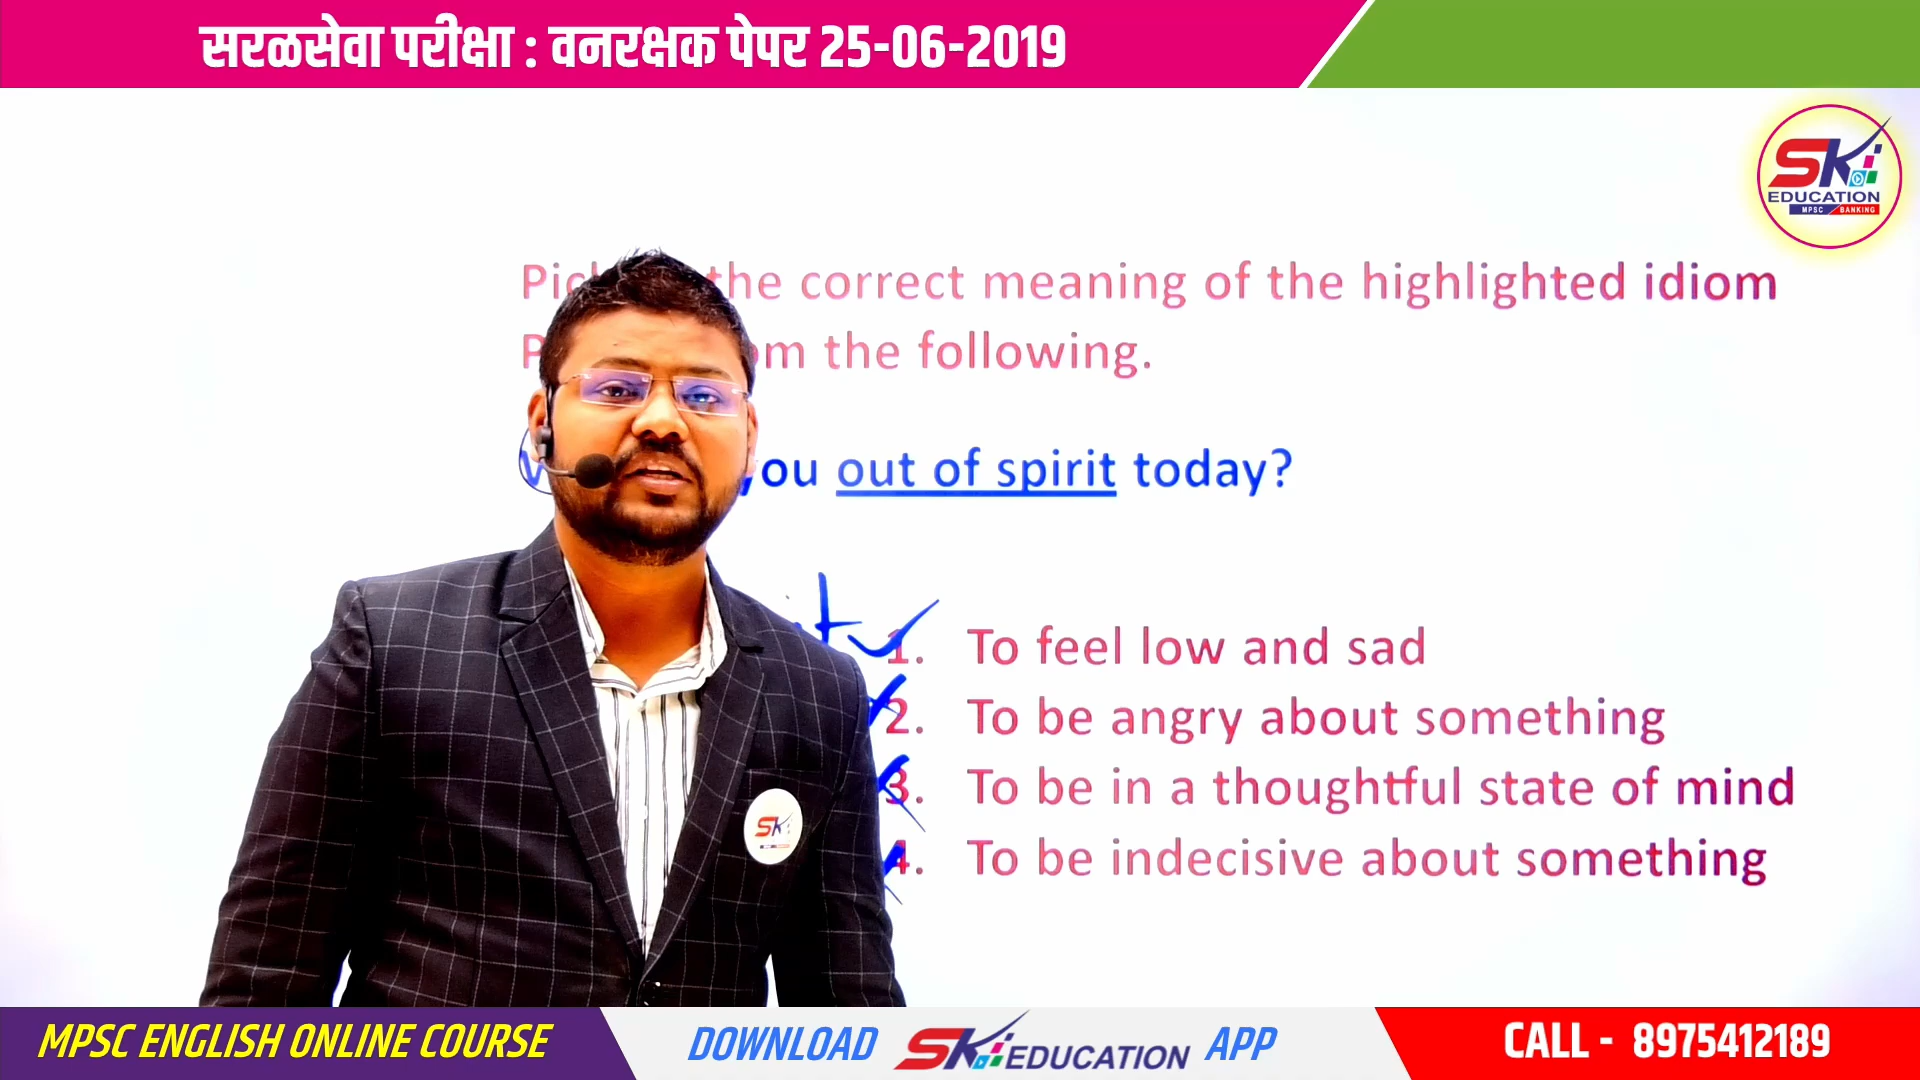 सरळसेवा परीक्षा : वनरक्षक पेपर 25-06-2019
SK
EDUCATION
MPSC BANKING
the correct meaning of the highlighted idiom
the following.
you out of spirit today?
1. To feel low and sad
2. To be angry about something
3. To be in a thoughtful state of mind
4. To be indecisive about something
SK
MPSC ENGLISH ONLINE COURSE
DOWNLOAD SK EDUCATION APP
CALL - 8975412189